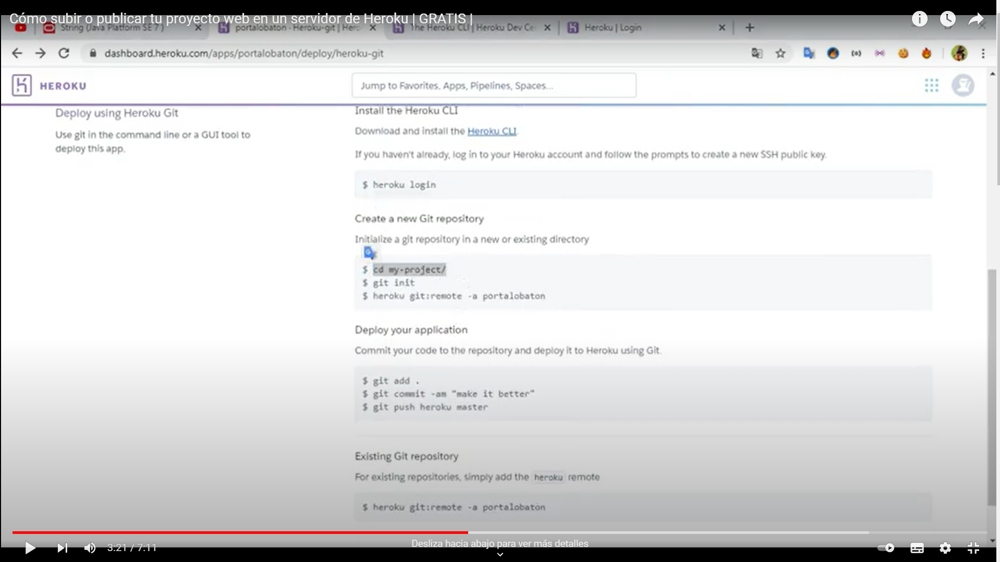 Cómo subir o publicar tu proyecto web en un servidor de Heroku | GRATIS |
String (Java Platform SE 7 )
portalobaton · Heroku-git | Hero
The Heroku CLI | Heroku Dev Ce
Heroku | Login
dashboard.heroku.com/apps/portalobaton/deploy/heroku-git
HEROKU
Jump to Favorites, Apps, Pipelines, Spaces...
Deploy using Heroku Git
Use git in the command line or a GUI tool to
deploy this app.
Install the Heroku CLI
Download and install the Heroku CLI.
If you haven't already, log in to your Heroku account and follow the prompts to create a new SSH public key.
$ heroku login
Create a new Git repository
Initialize a git repository in a new or existing directory
$ cd my-project/
$ git init
$ heroku git:remote -a portalobaton
Deploy your application
Commit your code to the repository and deploy it to Heroku using Git.
$ git add .
$ git commit -am "make it better"
$ git push heroku master
Existing Git repository
For existing repositories, simply add the heroku remote
$ heroku git:remote -a portalobaton
3:21 / 7:11
Desliza hacia abajo para ver más detalles